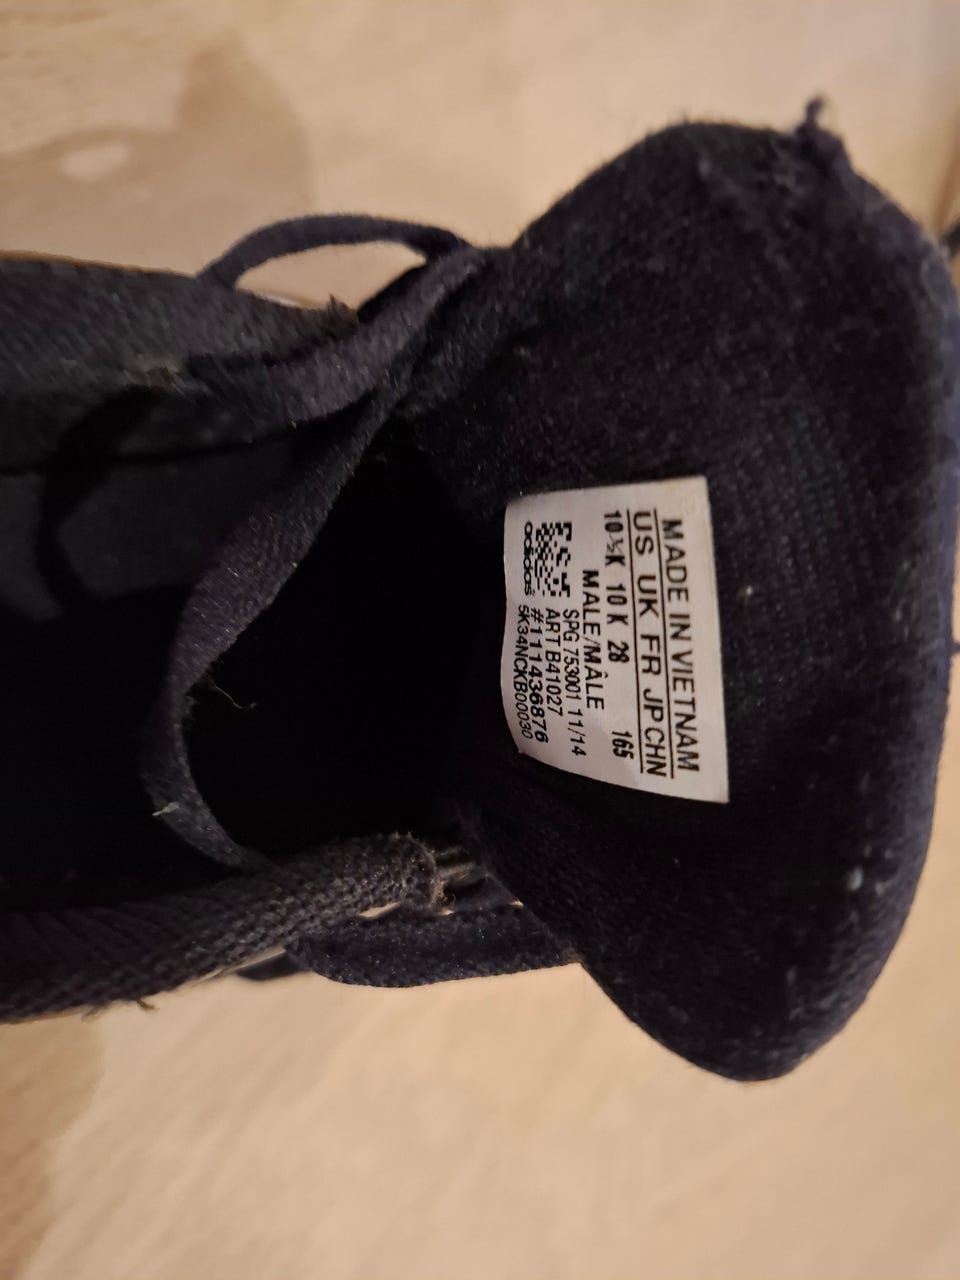 MADE IN VIETNAM
US UK FR JP CHN
10½K 10K 28 165
MALE/MÂLE
SPG 753001 11/14
ART B41027
#111436876
5K34NCKB00030
adidas